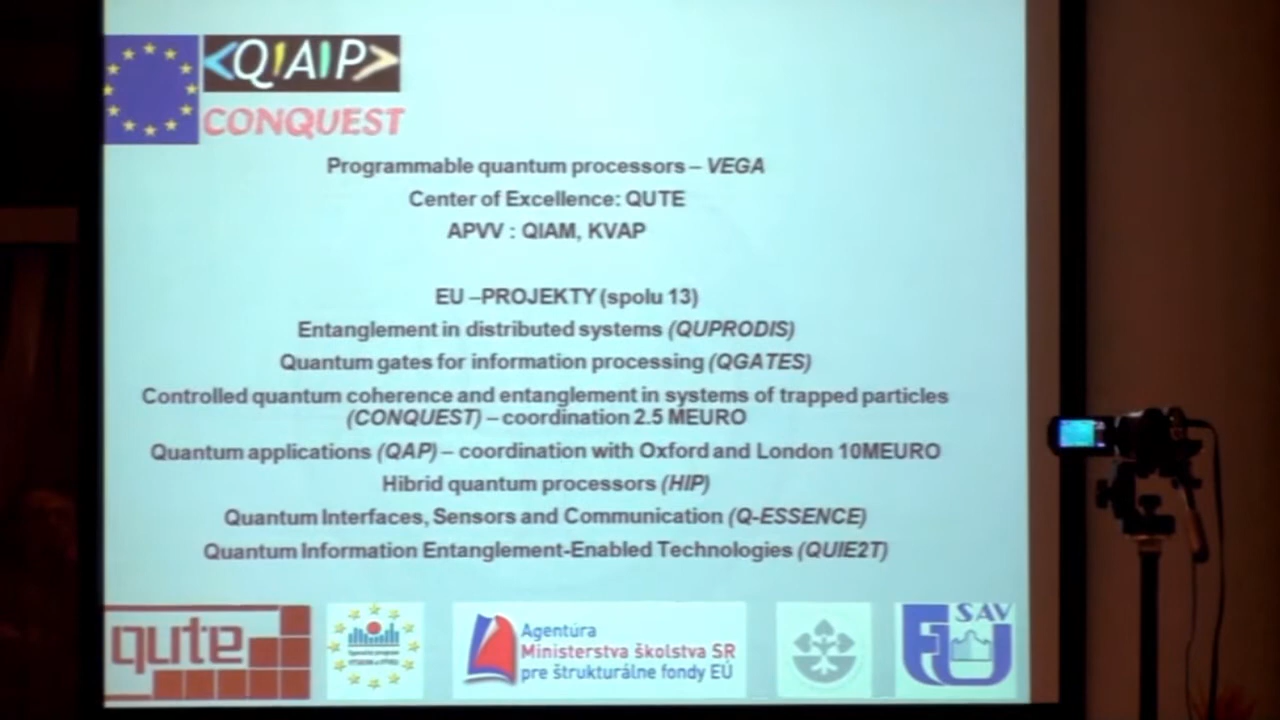 <QAP>
CONQUEST
Programmable quantum processors – VEGA
Center of Excellence: QUTE
APVV : QIAM, KVAP
EU –PROJEKTY (spolu 13)
Entanglement in distributed systems (QUPRODIS)
Quantum gates for information processing (QGATES)
Controlled quantum coherence and entanglement in systems of trapped particles
(CONQUEST) – coordination 2.5 MEURO
Quantum applications (QAP) – coordination with Oxford and London 10MEURO
Hibrid quantum processors (HIP)
Quantum Interfaces, Sensors and Communication (Q-ESSENCE)
Quantum Information Entanglement-Enabled Technologies (QUIE2T)
qute
Agentúra
Ministerstva školstva SR
pre štrukturálne fondy EÚ
SAV
FU